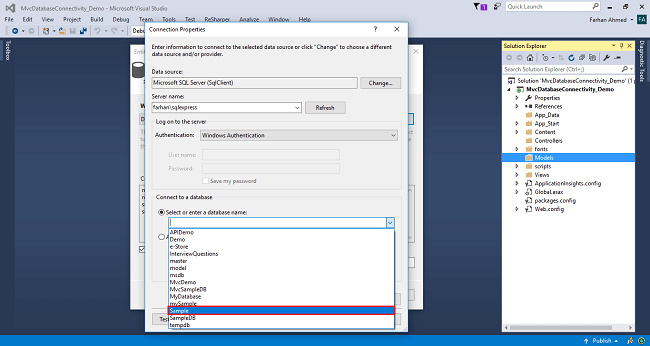 MvcDatabaseConnectivity_Demo - Microsoft Visual Studio
1
Quick Launch (Ctrl+Q)
File Edit View Project Build Debug Team Tools Test ReSharper Analyze Window Help
Farhan Ahmed FA
Debu
Toolbox
Connection Properties
?
Enter information to connect to the selected data source or click "Change" to choose a different
data source and/or provider.
Data source:
Microsoft SQL Server (SqlClient)
Change...
Server name:
farhan\sqlexpress
Refresh
Log on to the server
Authentication: Windows Authentication
User name:
Password:
Save my password
Connect to a database
Select or enter a database name:
APIDemo
Demo
e-Store
InterviewQuestions
master
model
msdb
MvcDemo
MvcSampleDB
MyDatabase
mySample
Sample
SampleDB
tempdb
Solution Explorer
Search Solution Explorer (Ctrl+;)
Solution 'MvcDatabaseConnectivity_Demo' (1
MvcDatabaseConnectivity_Demo
Properties
References
App_Data
App_Start
Content
Controllers
fonts
Models
scripts
Views
ApplicationInsights.config
Global.asax
packages.config
Web.config
Diagnostic Tools
Publish